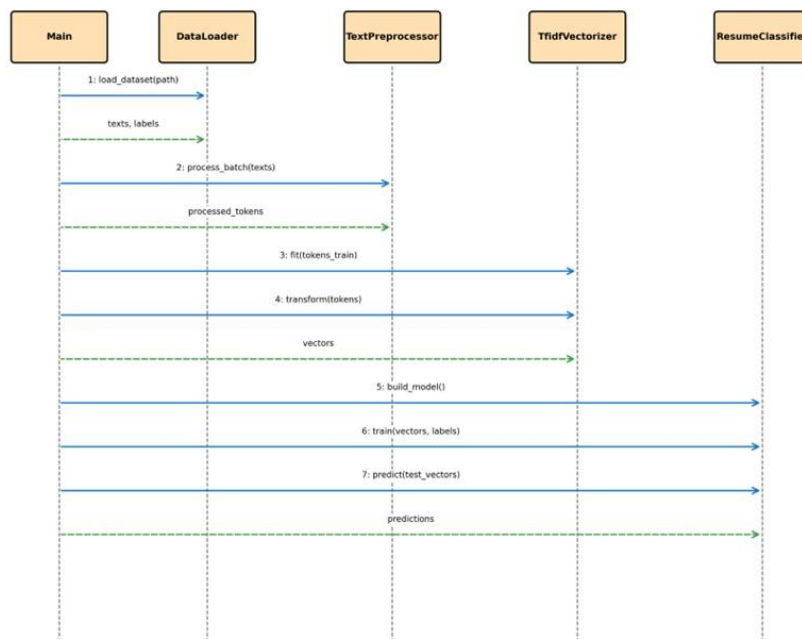 Main DataLoader TextPreprocessor TfidfVectorizer ResumeClassifie
1: load_dataset(path)
texts, labels
2: process_batch(texts)
processed_tokens
3: fit(tokens_train)
4: transform(tokens)
vectors
5: build_model()
6: train(vectors, labels)
7: predict(test_vectors)
predictions